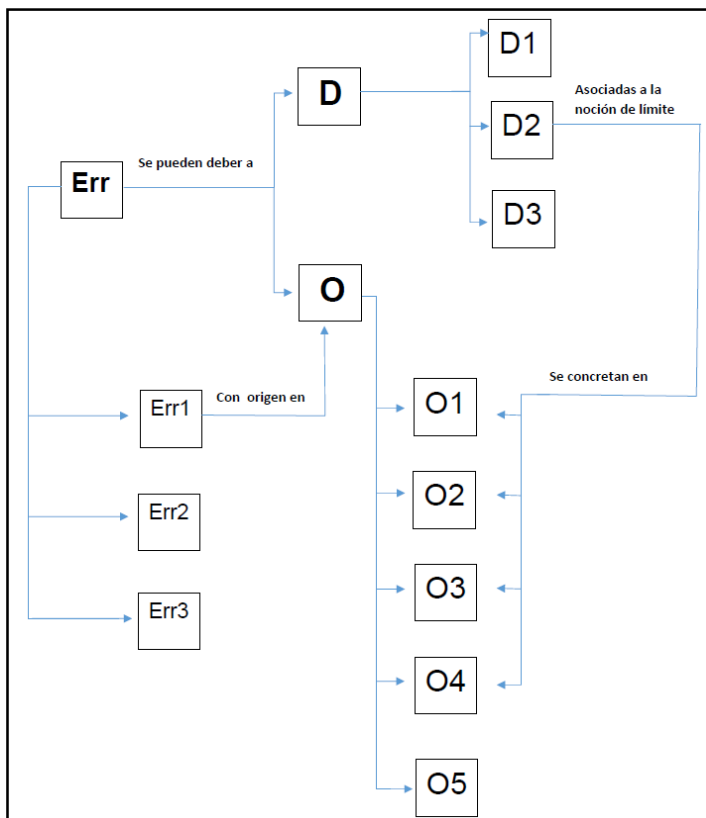 D1
D
Asociadas a la
noción de límite
D2
Se pueden deber a
Err
D3
O
Se concretan en
Err1
Con origen en
O1
O2
Err2
O3
Err3
O4
O5